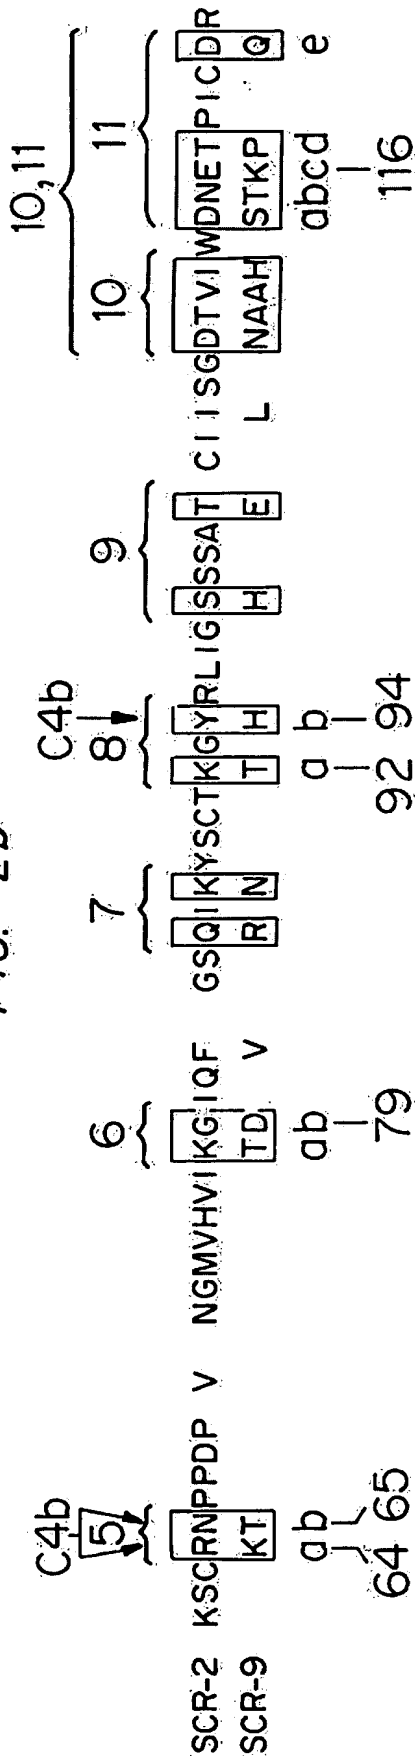 10, 11
C4b C4b
5 6 7 8 9 10 11
SCR-2 KSCRNPPDP V NGMVHVIKGIQF GSQIKYSCTKGYRLIGSSSAT CIISGDTVIWDNETPICDR
SCR-9 KT TD V R N T H H E L NAAH STKP Q
ab ab a b abcd e
64 65 79 92 94 116